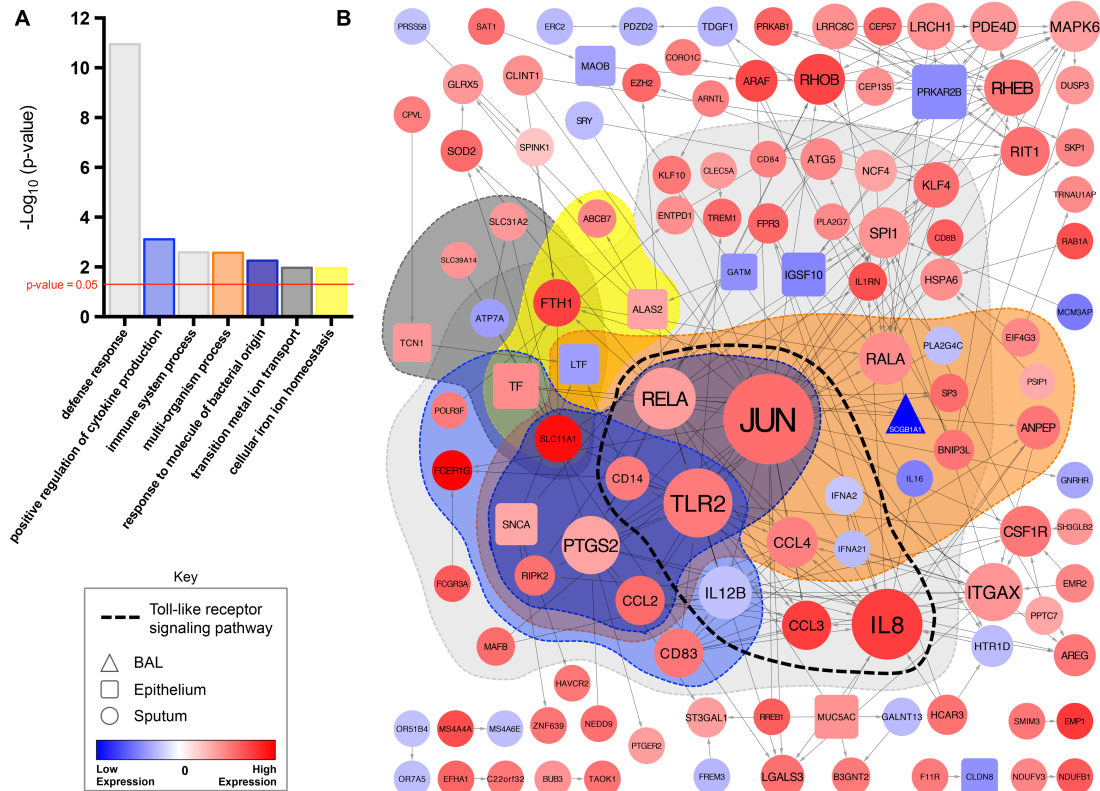 A
B
12
10
8
6
4
2
0
-Log10 (p-value)
p-value = 0.05
defense response
positive regulation of cytokine production
immune system process
multi-organism process
response to molecule of bacterial origin
transition metal ion transport
cellular iron ion homeostasis
Key
Toll-like receptor
signaling pathway
BAL
Epithelium
Sputum
Low
Expression
0
High
Expression
PRSS58
SAT1
ERC2
PDZD2
TDGF1
PRKAB1
LRRC8C
CEP57
LRCH1
PDE4D
MAPK6
MAOB
CORO1C
GLRX5
CLINT1
EZH2
ARAF
RHOB
CEP135
PRKAR2B
RHEB
DUSP3
ARNTL
CPVL
SRY
SOD2
SPINK1
RIT1
SKP1
CD84
ATG5
NCF4
KLF10
CLEC5A
KLF4
TRNAU1AP
SLC31A2
ABCB7
ENTPD1
TREM1
FPR3
PLA2G7
SPI1
CD8B
RAB1A
SLC39A14
GATM
IGSF10
IL1RN
HSPA6
FTH1
ALAS2
ATP7A
MCM3AP
TCN1
PLA2G4C
EIF4G3
LTF
RALA
TF
RELA
JUN
SP3
PSIP1
POLR3F
SCGB1A1
ANPEP
SLC11A1
BNIP3L
FCER1G
CD14
IL16
GNRHR
TLR2
IFNA2
SNCA
CSF1R
SH3GLB2
PTGS2
CCL4
IFNA21
FCGR3A
RIPK2
EMR2
CCL2
IL12B
ITGAX
PPTC7
CCL3
IL8
MAFB
CD83
HTR1D
AREG
HAVCR2
OR51B4
MS4A4A
MS4A6E
ZNF639
NEDD9
ST3GAL1
RREB1
MUC5AC
GALNT13
HCAR3
SMIM3
EMP1
PTGER2
OR7A5
EFHA1
C22orf32
BUB3
TAOK1
FREM3
LGALS3
B3GNT2
F11R
CLDN8
NDUFV3
NDUFB1